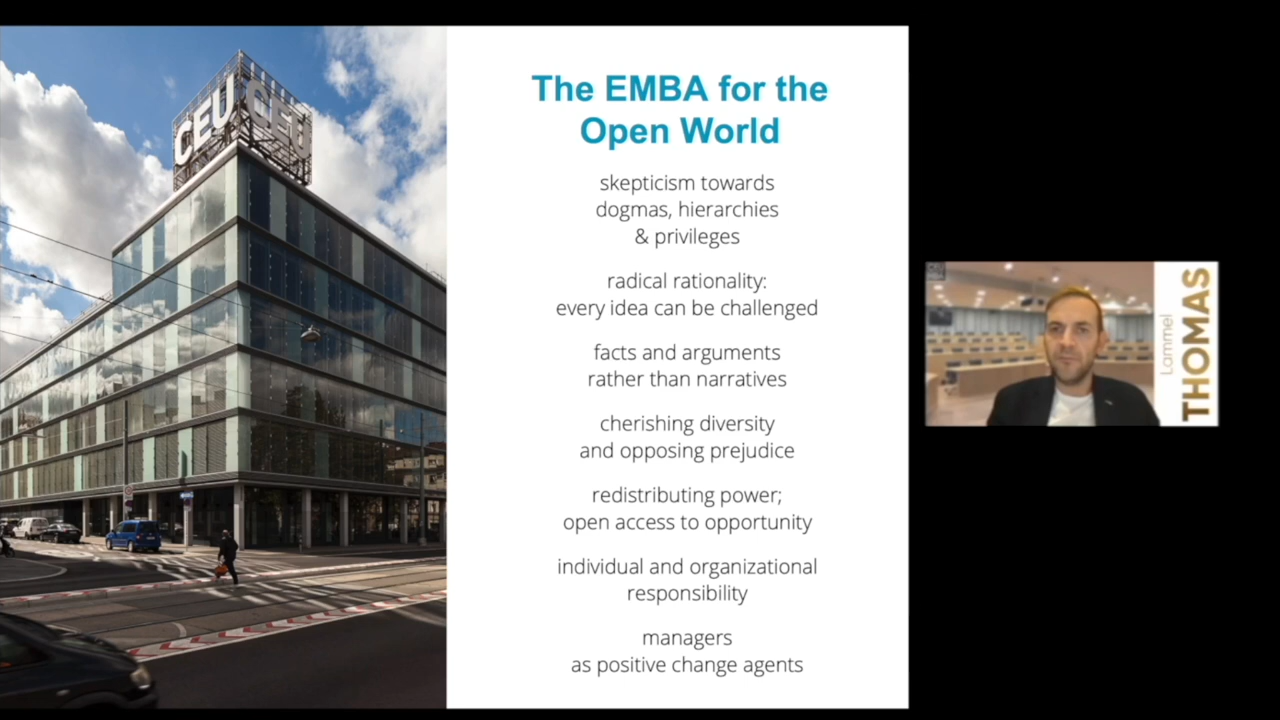 CEU CEU
The EMBA for the
Open World
skepticism towards
dogmas, hierarchies
& privileges
radical rationality:
every idea can be challenged
facts and arguments
rather than narratives
cherishing diversity
and opposing prejudice
redistributing power;
open access to opportunity
individual and organizational
responsibility
managers
as positive change agents
Lammel
THOMAS